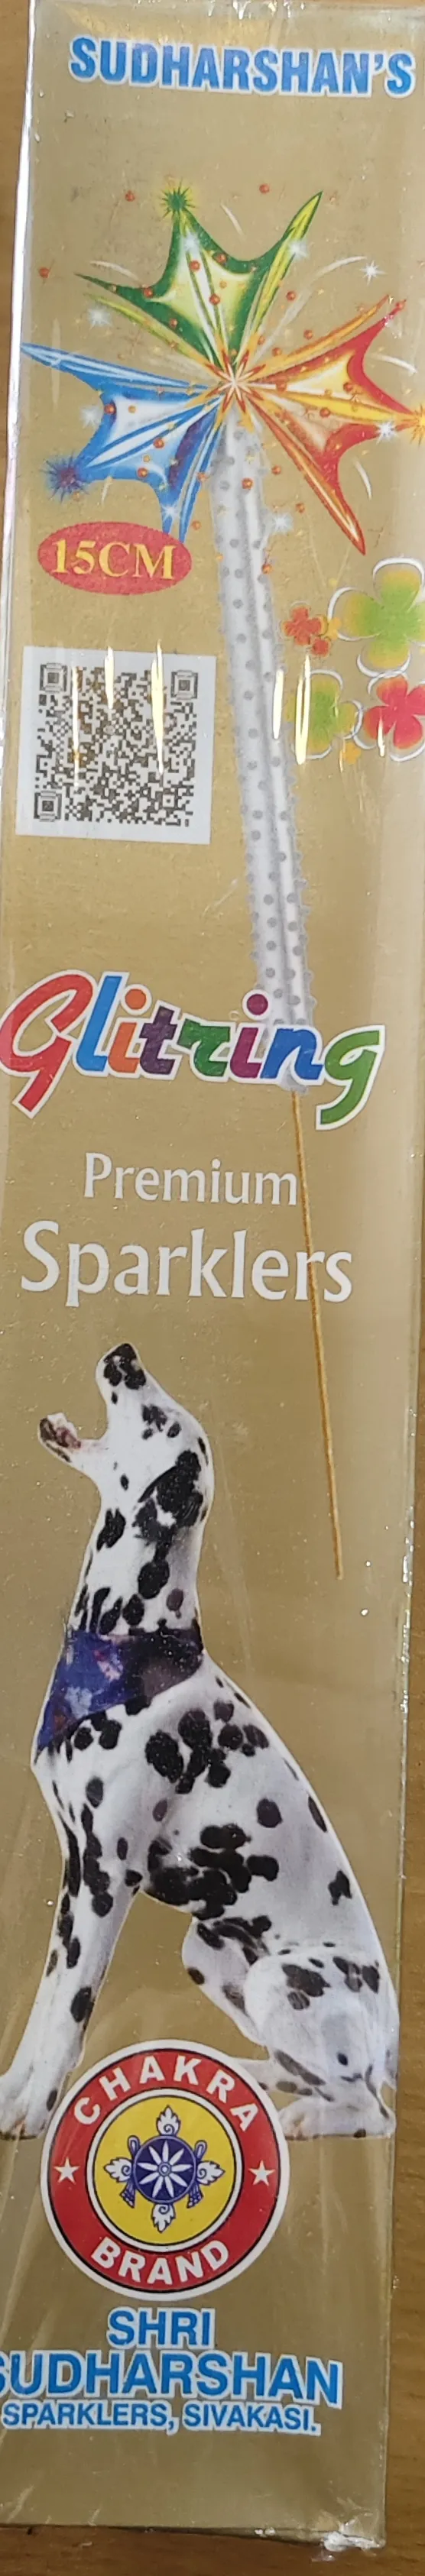 SUDHARSHAN'S
15CM
Glitring
Premium
Sparklers
CHAKRA
BRAND
SHRI
SUDHARSHAN
SPARKLERS, SIVAKASI.